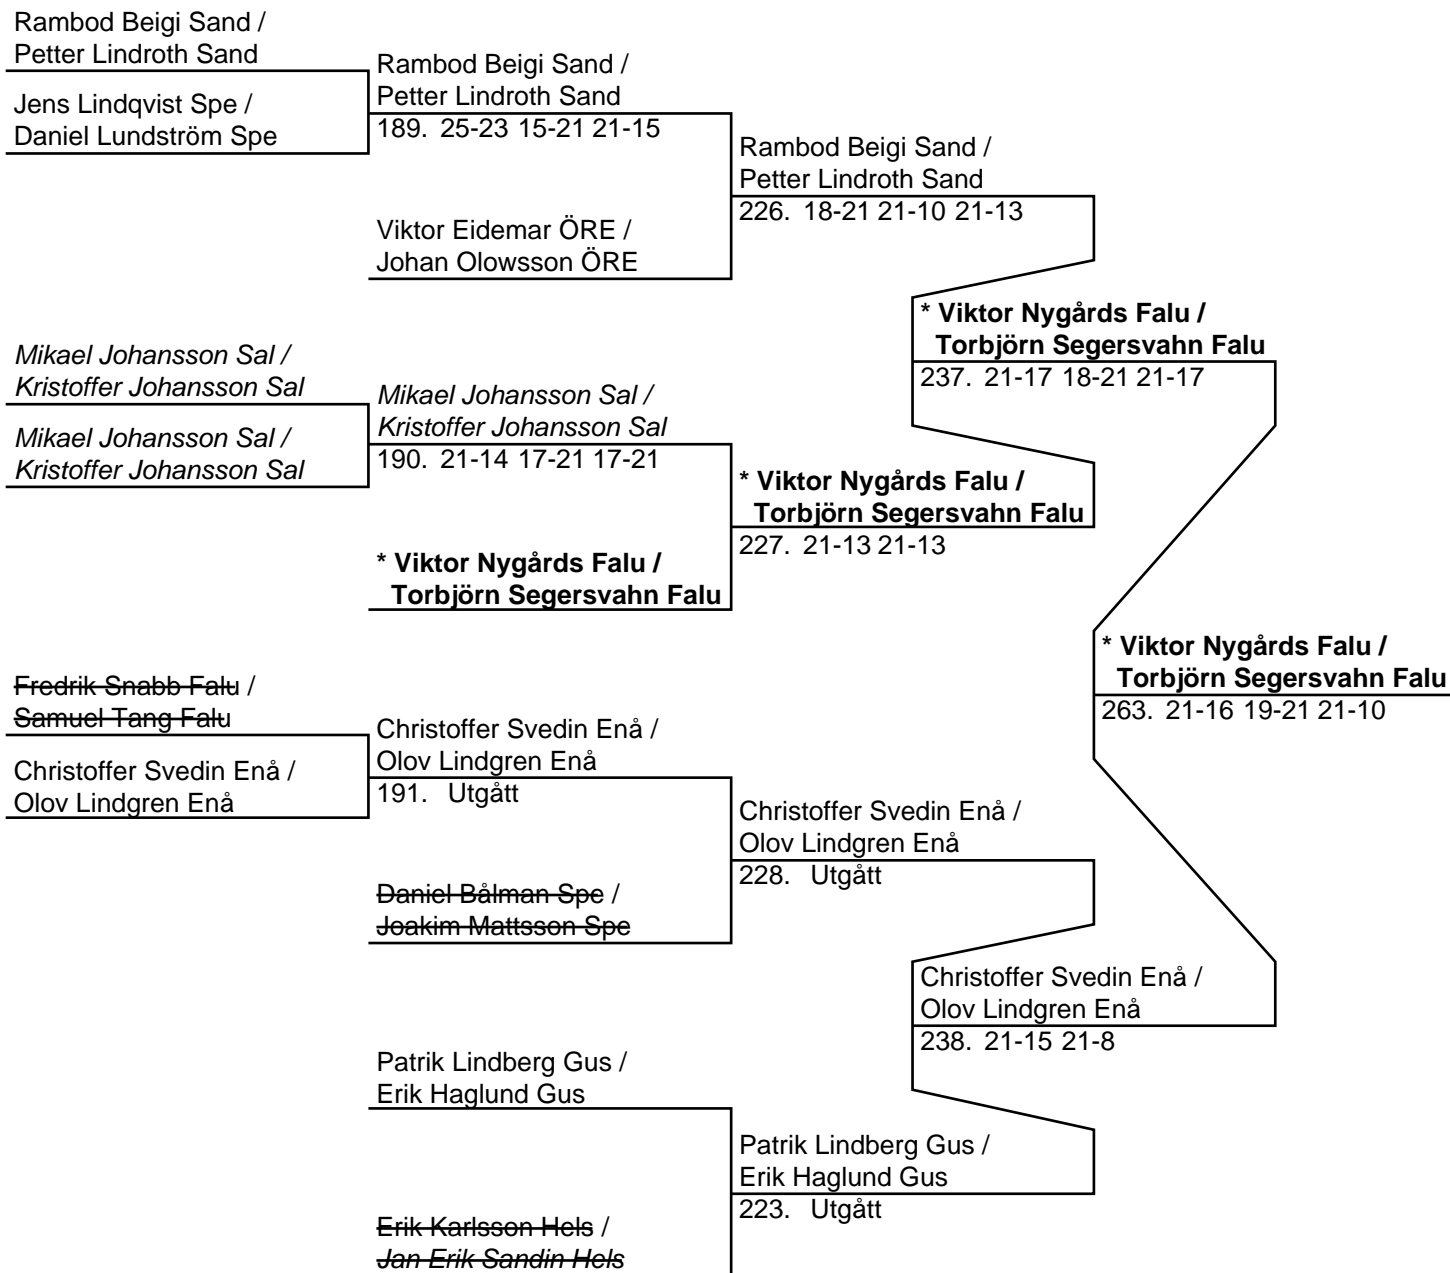 Rambod Beigi Sand /
Petter Lindroth Sand
Jens Lindqvist Spe /
Daniel Lundström Spe
Rambod Beigi Sand /
Petter Lindroth Sand
189. 25-23 15-21 21-15
Viktor Eidemar ÖRE /
Johan Olowsson ÖRE
Rambod Beigi Sand /
Petter Lindroth Sand
226. 18-21 21-10 21-13
Mikael Johansson Sal /
Kristoffer Johansson Sal
Mikael Johansson Sal /
Kristoffer Johansson Sal
Mikael Johansson Sal /
Kristoffer Johansson Sal
190. 21-14 17-21 17-21
* Viktor Nygårds Falu /
Torbjörn Segersvahn Falu
* Viktor Nygårds Falu /
Torbjörn Segersvahn Falu
227. 21-13 21-13
* Viktor Nygårds Falu /
Torbjörn Segersvahn Falu
237. 21-17 18-21 21-17
Fredrik Snabb Falu /
Samuel Tang Falu
Christoffer Svedin Enå /
Olov Lindgren Enå
Christoffer Svedin Enå /
Olov Lindgren Enå
191. Utgått
Daniel Bålman Spe /
Joakim Mattsson Spe
Christoffer Svedin Enå /
Olov Lindgren Enå
228. Utgått
Patrik Lindberg Gus /
Erik Haglund Gus
Erik Karlsson Hels /
Jan Erik Sandin Hels
Patrik Lindberg Gus /
Erik Haglund Gus
223. Utgått
Christoffer Svedin Enå /
Olov Lindgren Enå
238. 21-15 21-8
* Viktor Nygårds Falu /
Torbjörn Segersvahn Falu
263. 21-16 19-21 21-10